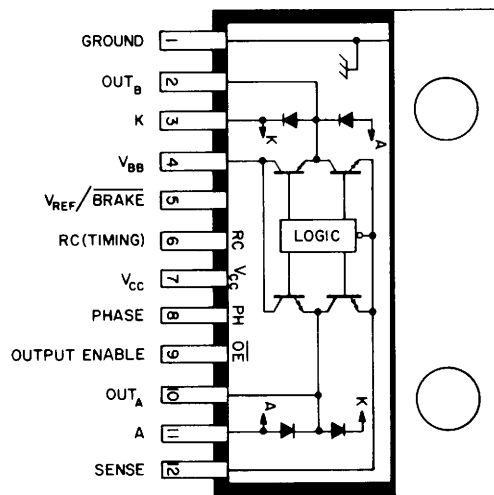 GROUND 1
OUTB 2
K 3 K A
VBB 4
VREF/BRAKE 5
LOGIC
RC(TIMING) 6 RC
VCC 7 VCC
PHASE 8 PH
OUTPUT ENABLE 9 OE
OUTA 10
A 11 A K
SENSE 12